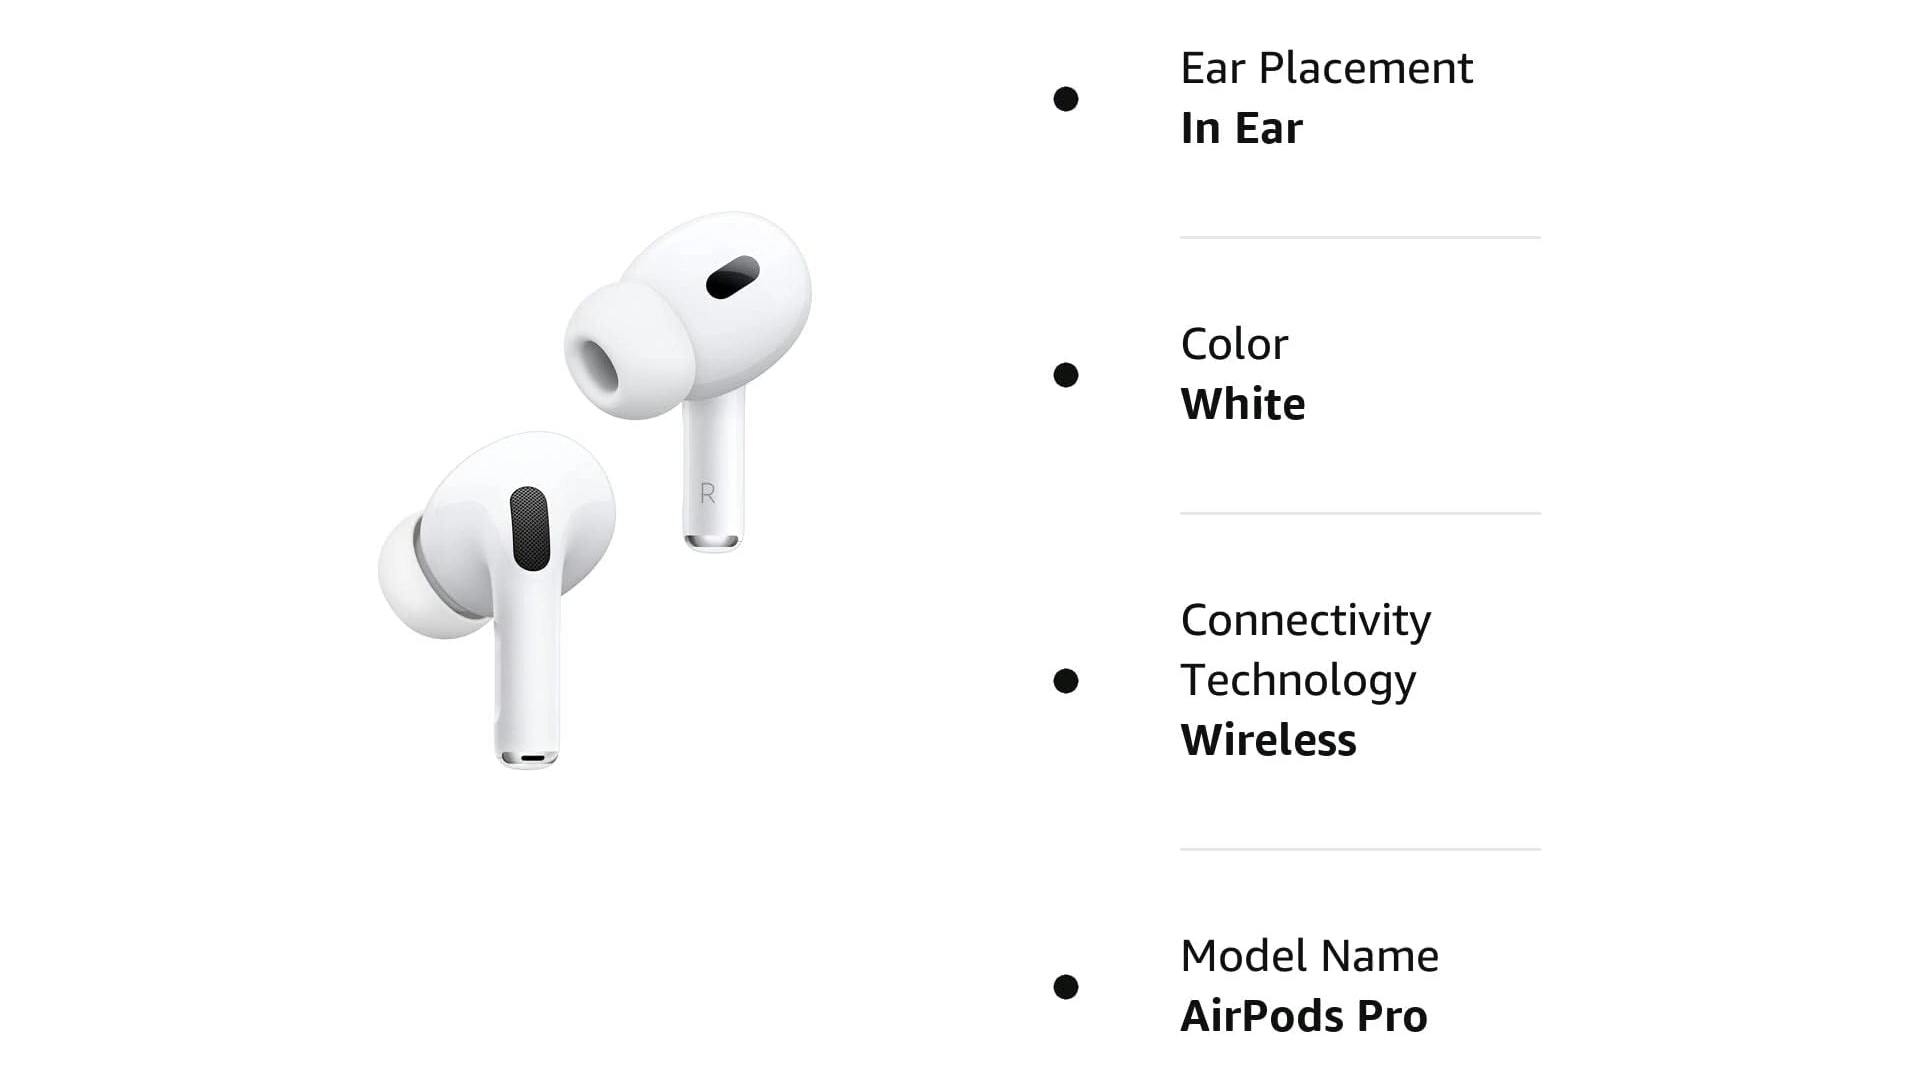 Ear Placement
In Ear
Color
White
R
Connectivity
Technology
Wireless
Model Name
AirPods Pro